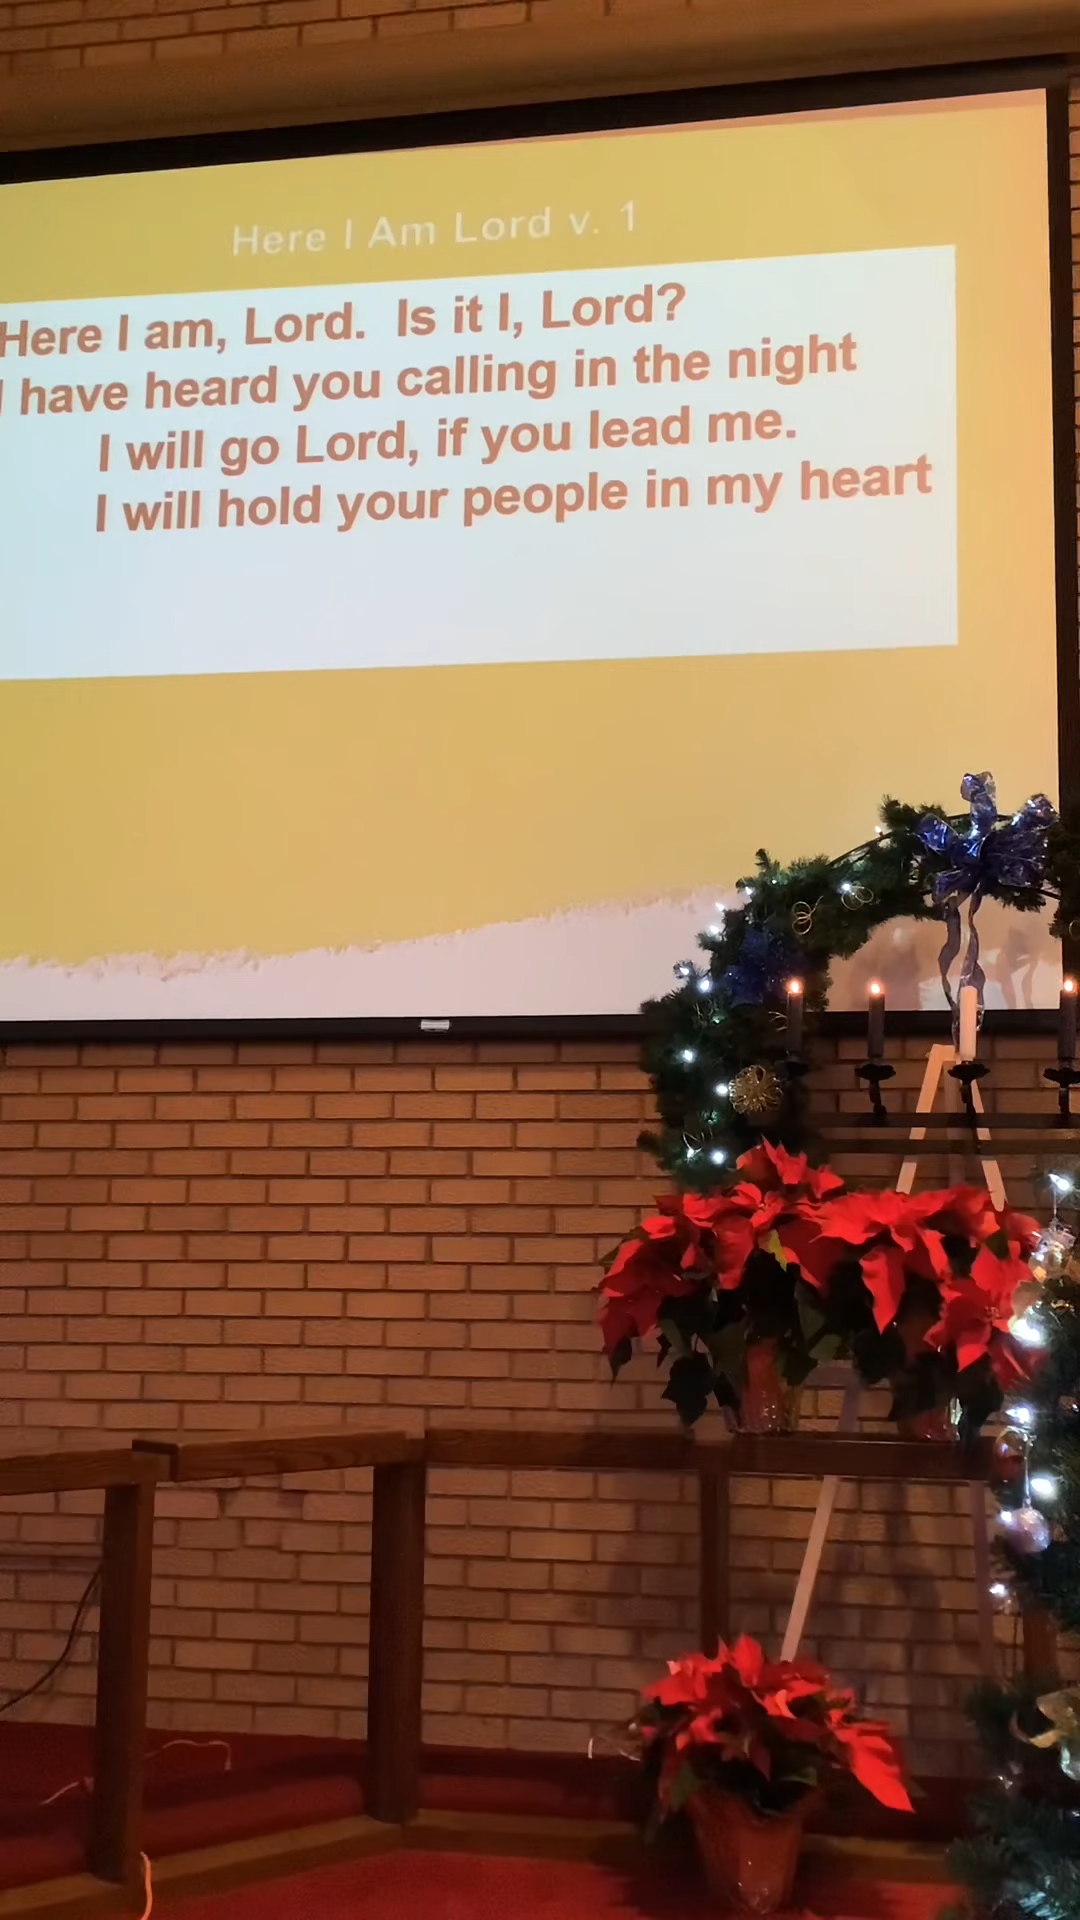 Here I Am Lord v. 1
Here I am, Lord.  Is it I, Lord?
I have heard you calling in the night
I will go Lord, if you lead me.
I will hold your people in my heart